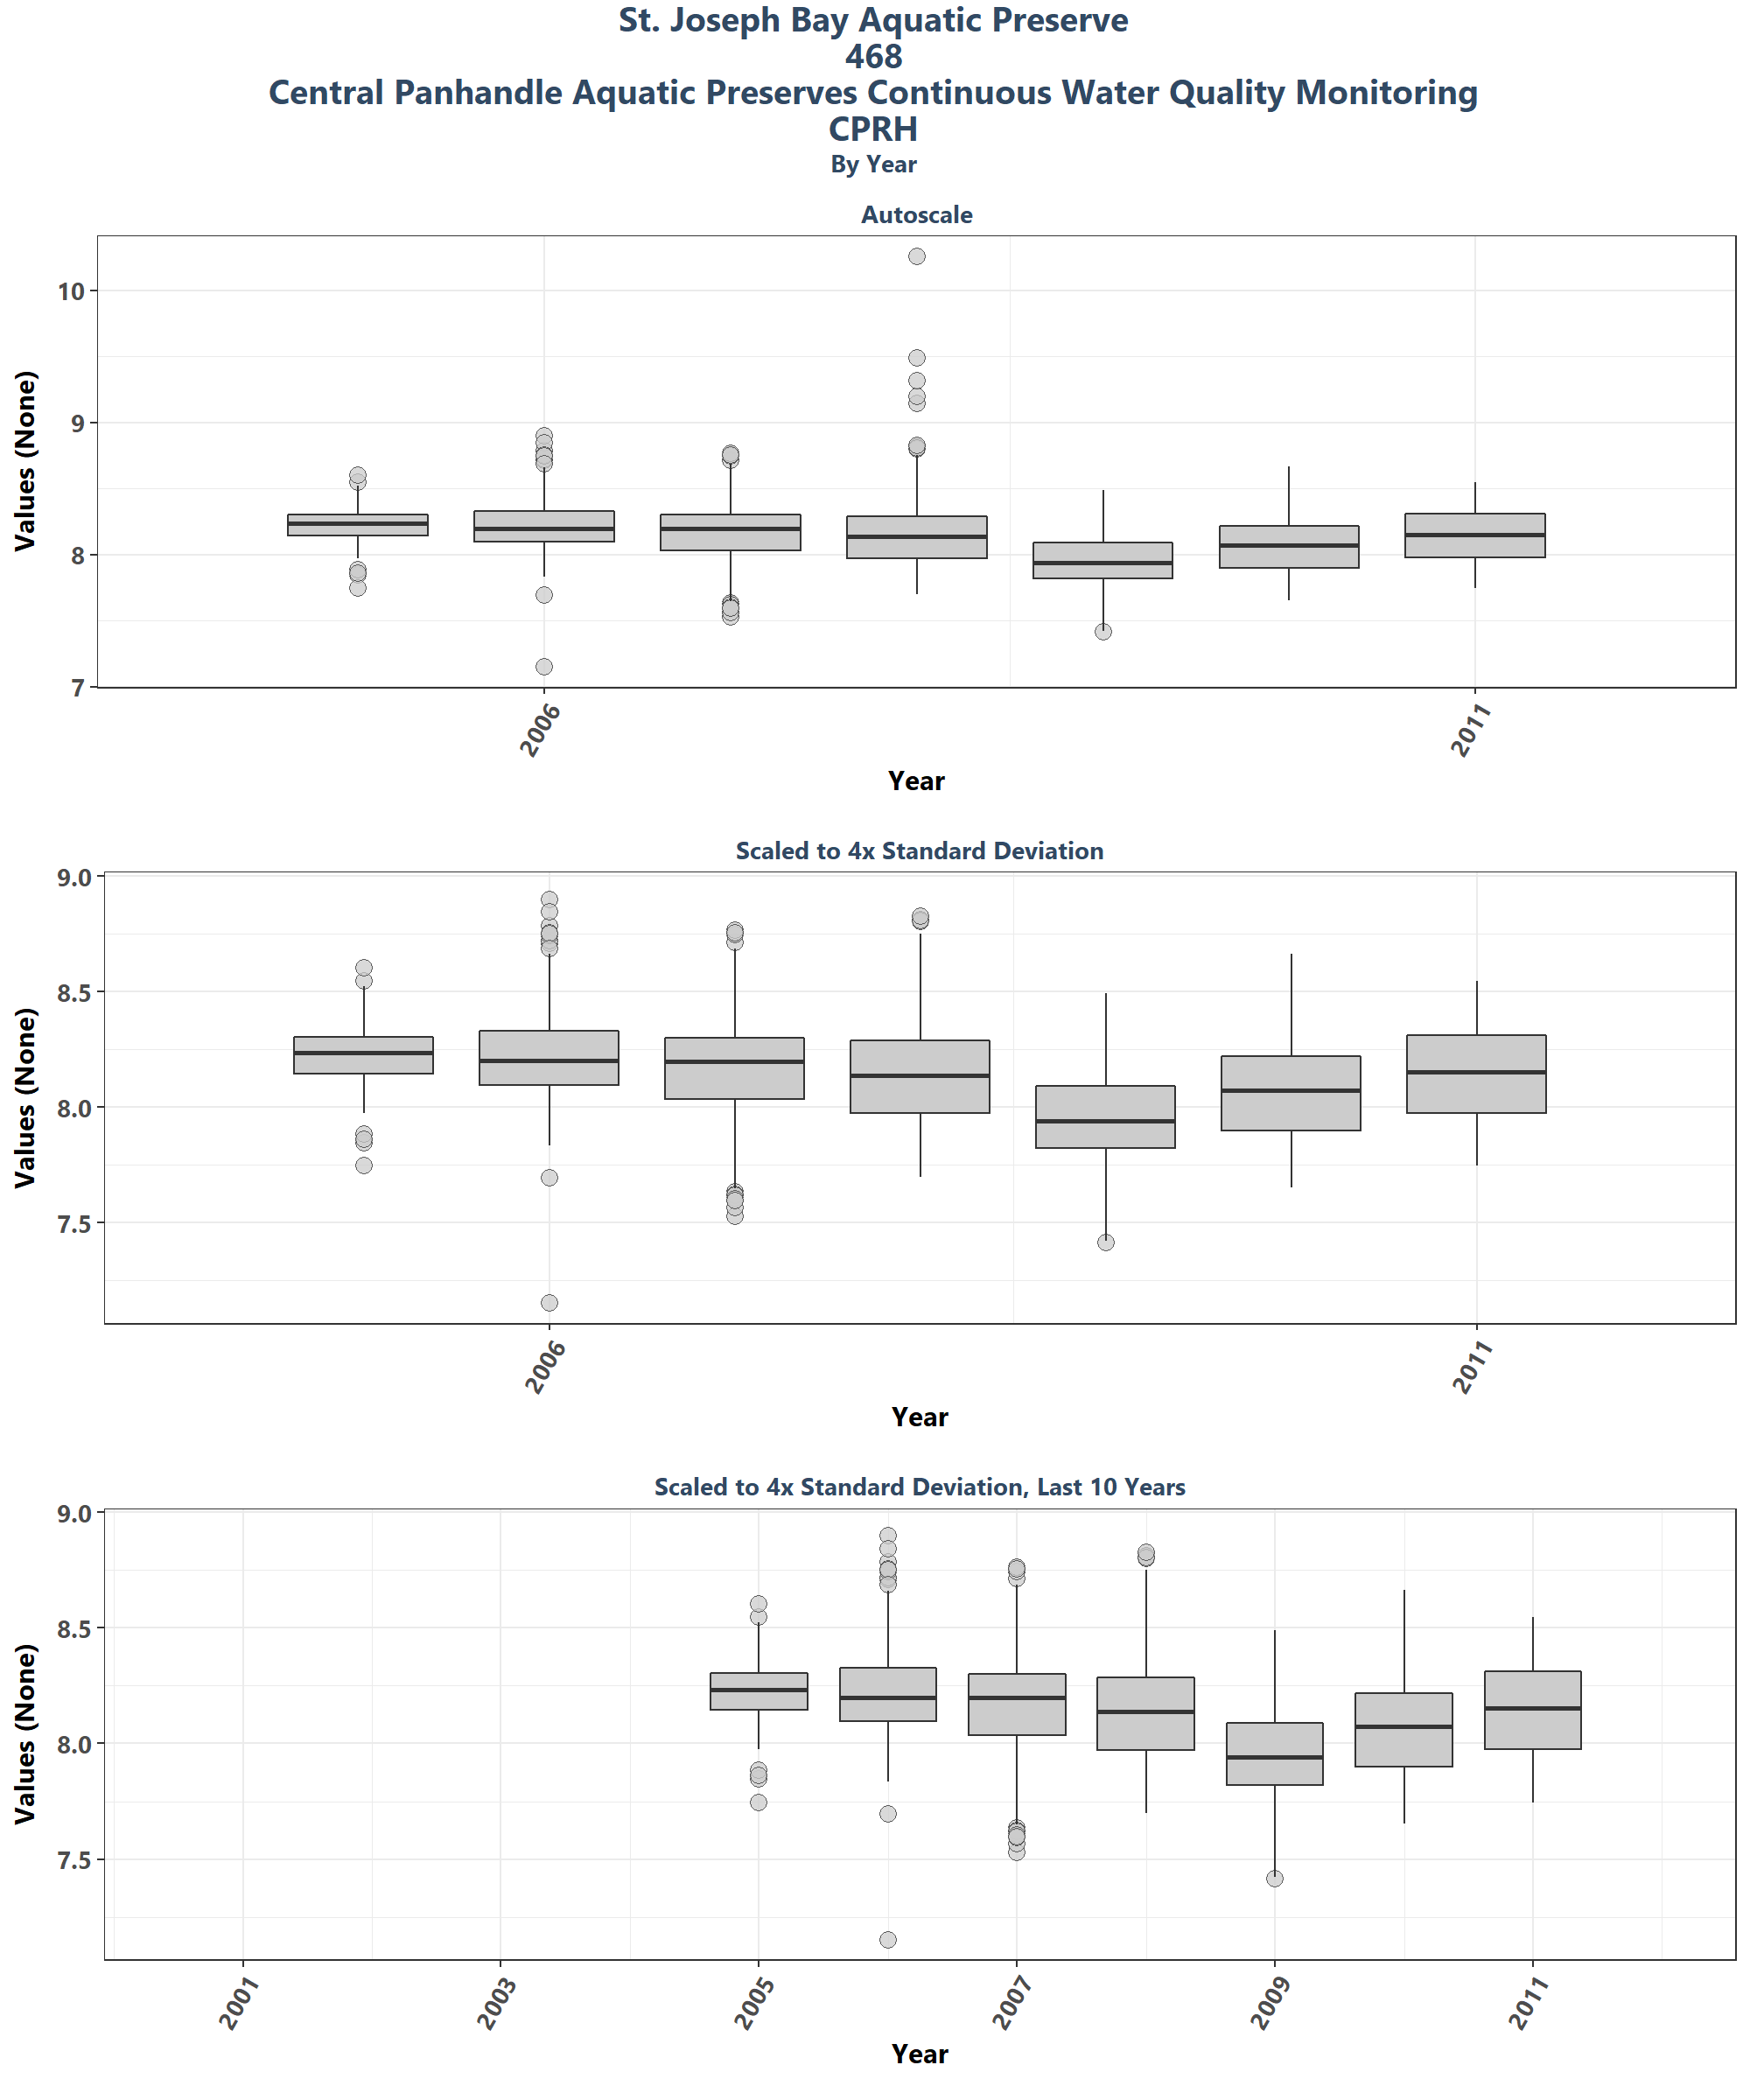 St. Joseph Bay Aquatic Preserve
468
Central Panhandle Aquatic Preserves Continuous Water Quality Monitoring
CPRH
By Year
Autoscale
Values (None)
10
9
8
7
2006
2011
Year
Scaled to 4x Standard Deviation
Values (None)
9.0
8.5
8.0
7.5
2006
2011
Year
Scaled to 4x Standard Deviation, Last 10 Years
Values (None)
9.0
8.5
8.0
7.5
2001
2003
2005
2007
2009
2011
Year